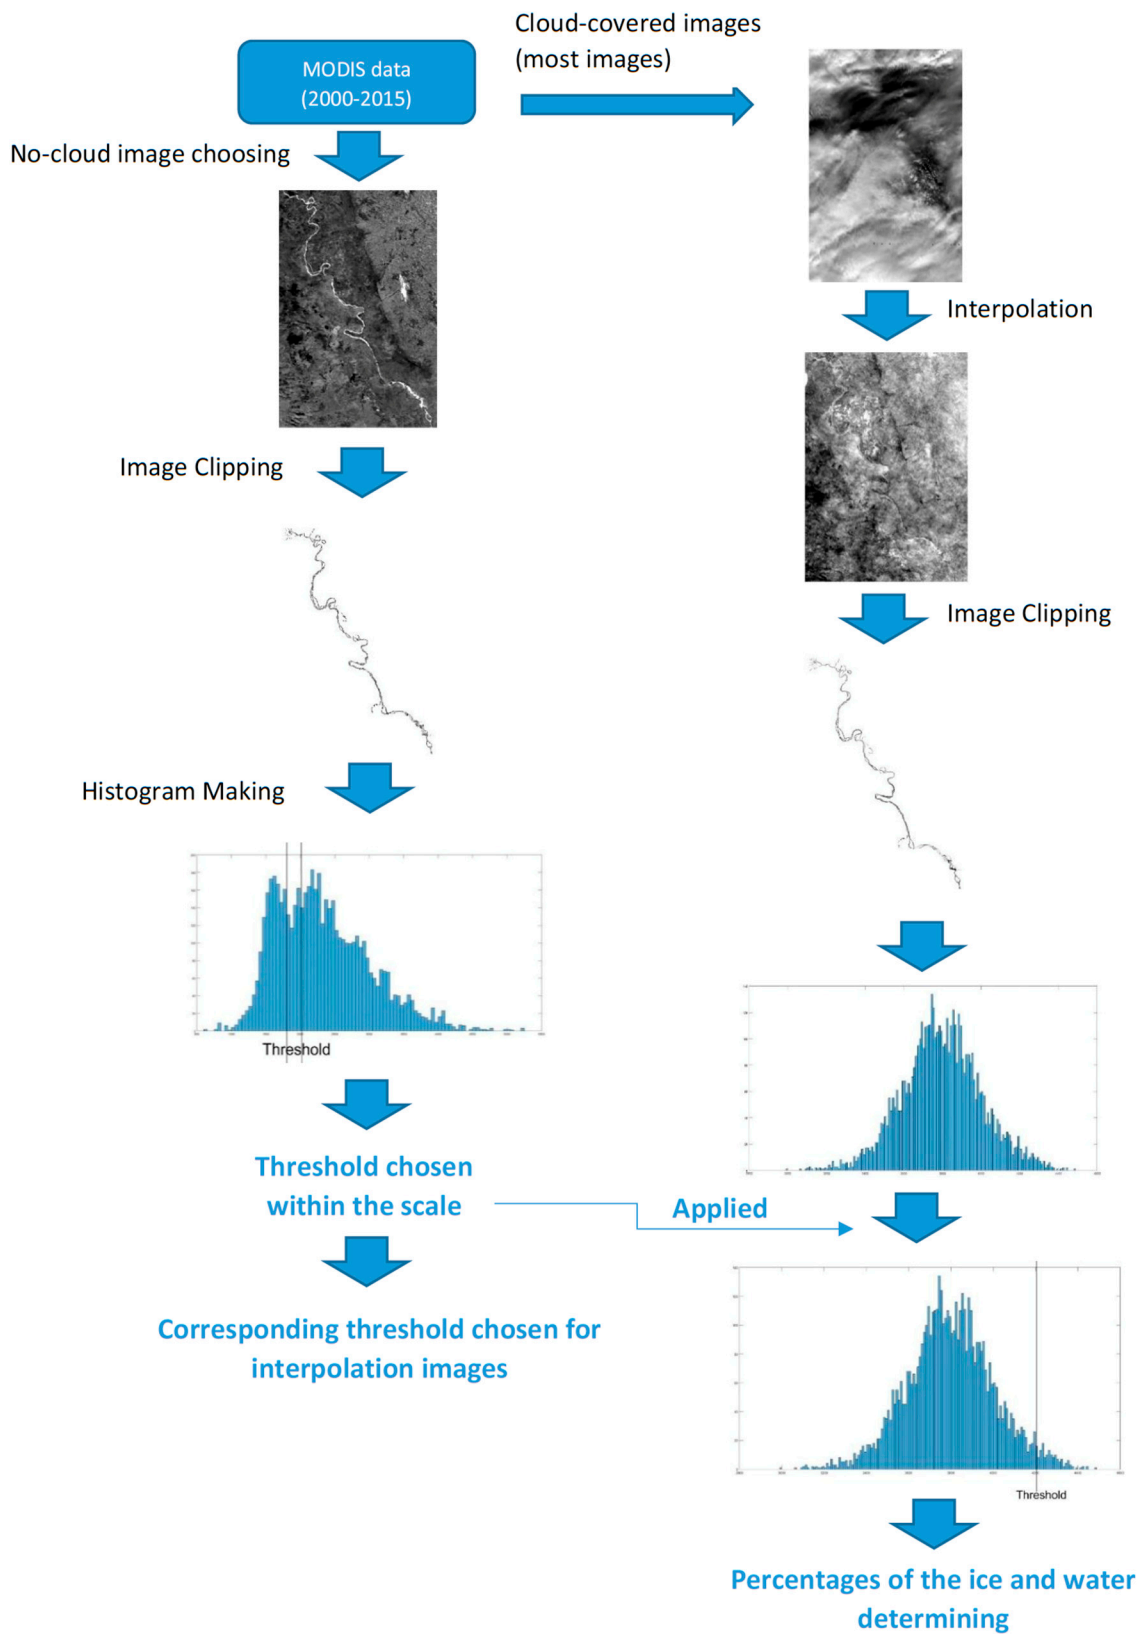 MODIS data
(2000-2015)
Cloud-covered images
(most images)
No-cloud image choosing
Interpolation
Image Clipping
Image Clipping
Histogram Making
Threshold
Threshold chosen
within the scale
Applied
Corresponding threshold chosen for
interpolation images
Threshold
Percentages of the ice and water
determining